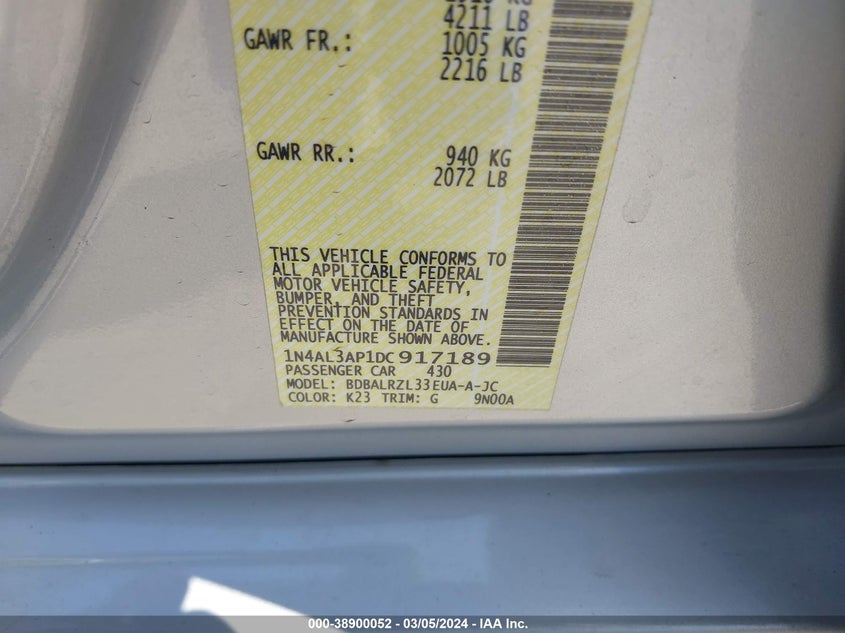 4211 LB
GAWR FR.: 1005 KG
2216 LB
GAWR RR.: 940 KG
2072 LB
THIS VEHICLE CONFORMS TO
ALL APPLICABLE FEDERAL
MOTOR VEHICLE SAFETY,
BUMPER, AND THEFT
PREVENTION STANDARDS IN
EFFECT ON THE DATE OF
MANUFACTURE SHOWN ABOVE.
1N4AL3AP1DC917189
PASSENGER CAR 430
MODEL: BDBALRZL33EUA-A-JC
COLOR: K23 TRIM: G 9N00A
000-38900052 — 03/05/2024 — IAA Inc.